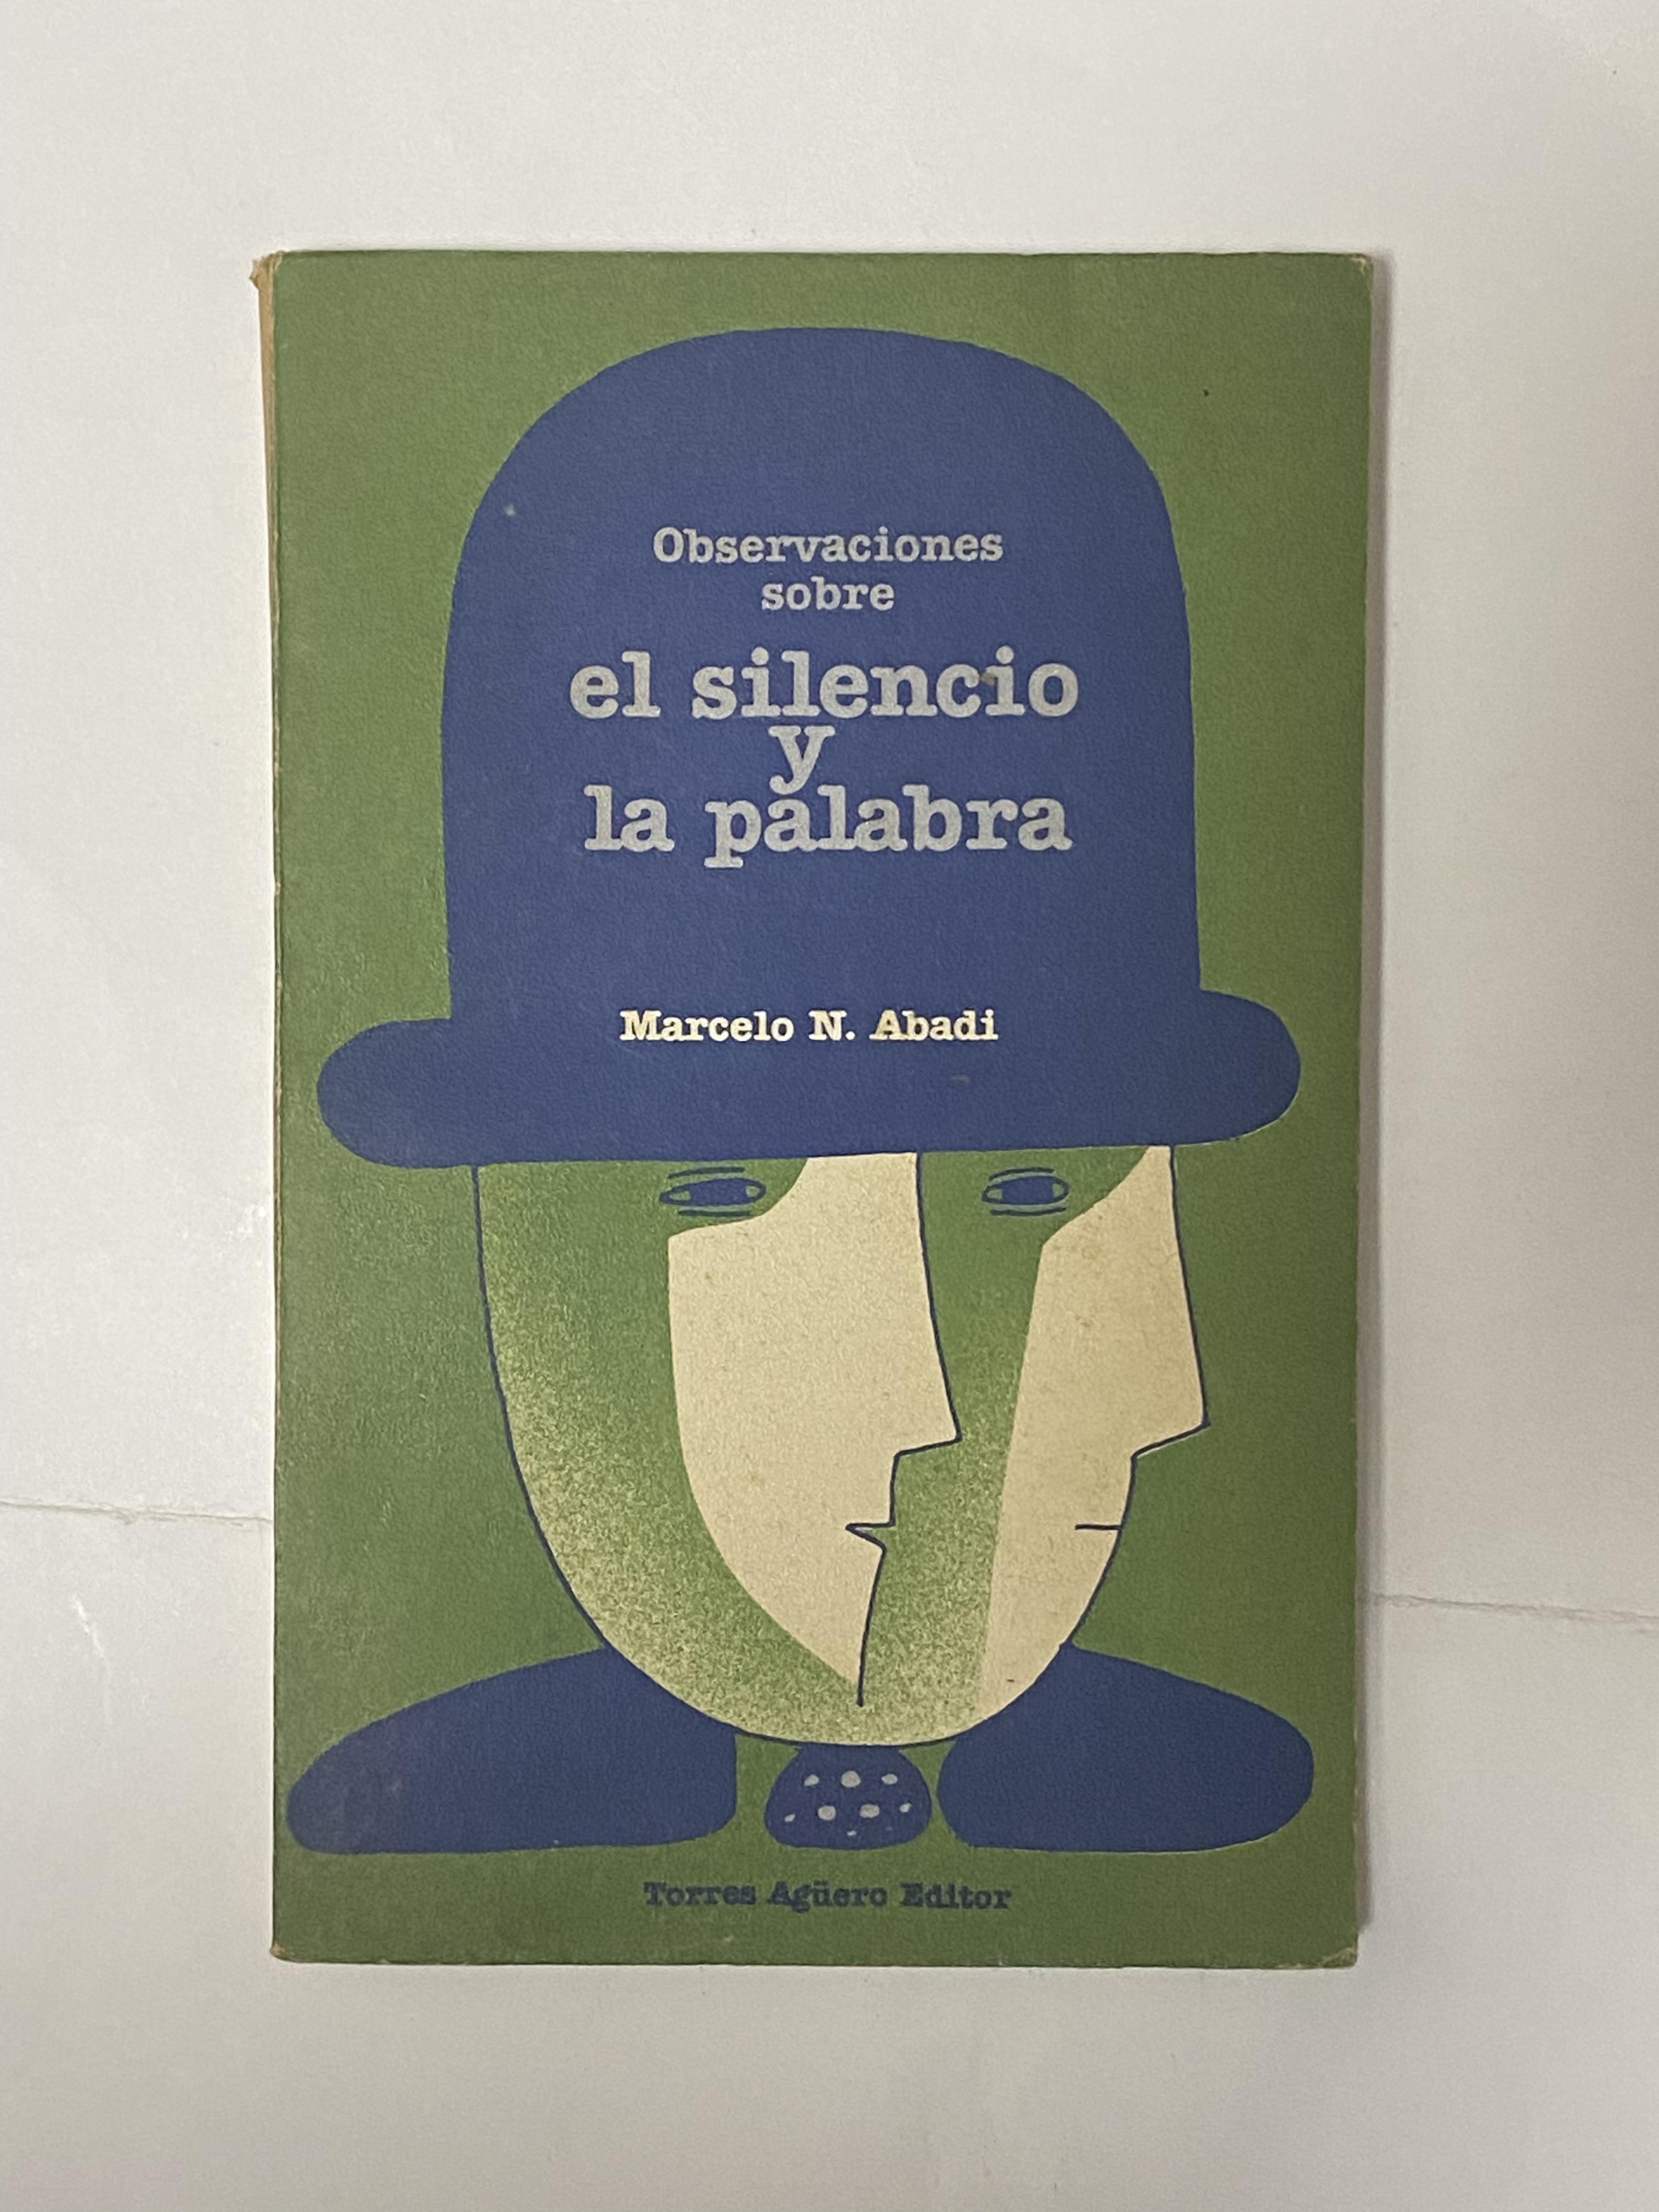 Observaciones
sobre
el silencio
y
la palabra
Marcelo N. Abadi
Torres Agüero Editor